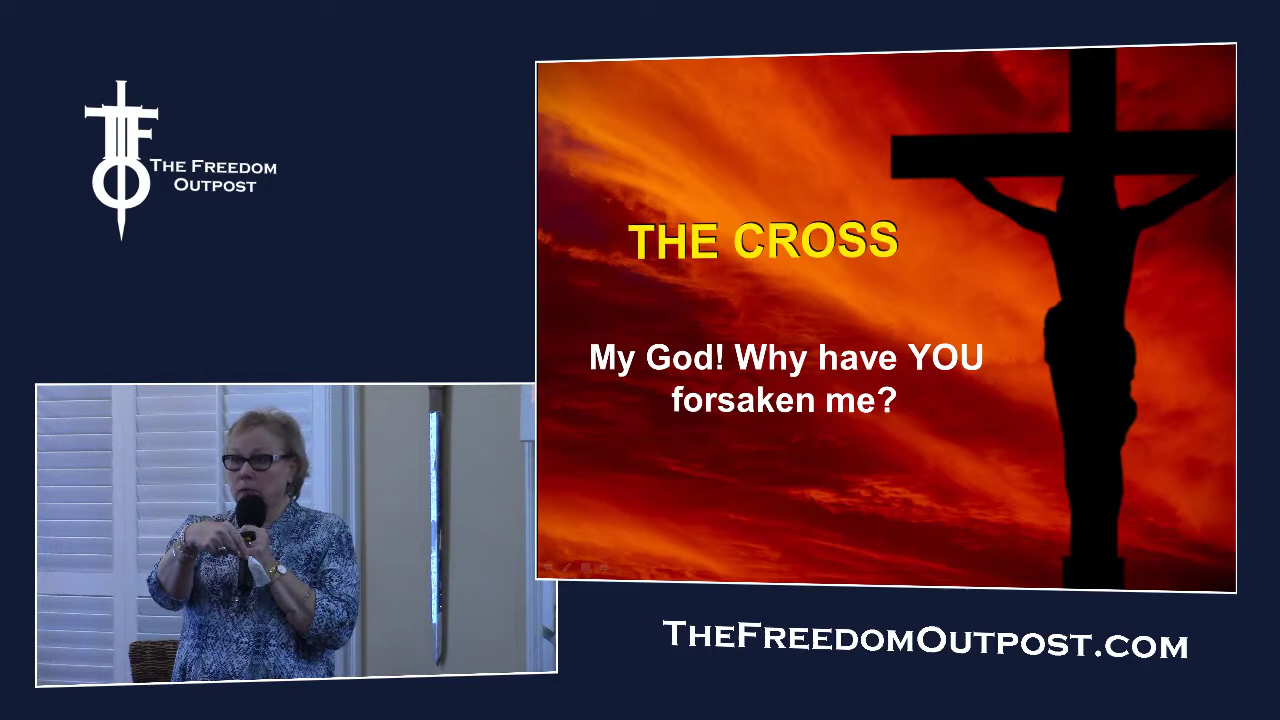 The Freedom
Outpost
THE CROSS
My God! Why have YOU
forsaken me?
TheFreedomOutpost.com